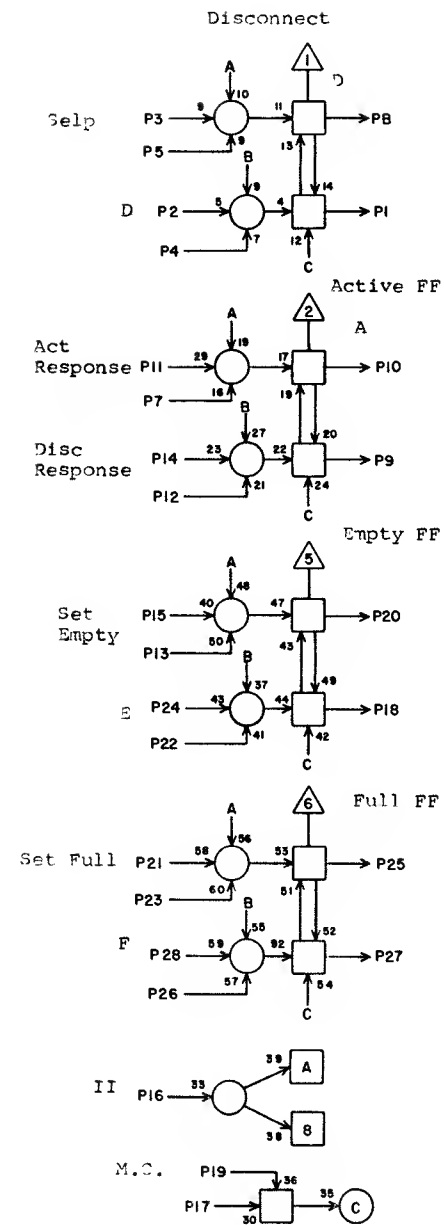 Disconnect
1
D
A
10
Selp P3 9 11 P8
P5 9 13
B
9 14
D P2 5 4 P1
P4 7 12
C
Active FF
2
A
A
19
Act Response P11 29 17 P10
P7 16 19
B
27 20
Disc Response P14 23 22 P9
P12 21 24
C
Empty FF
5
A
48
Set Empty P15 40 47 P20
P13 50 43
B
37 49
E P24 43 44 P18
P22 41 42
C
6
Full FF
A
56
Set Full P21 58 53 P25
P23 60 51
B
55 52
F P28 59 92 P27
P26 57 54
C
39 A
II P16 33
38 B
M.C. P19 36
P17 30 35 C